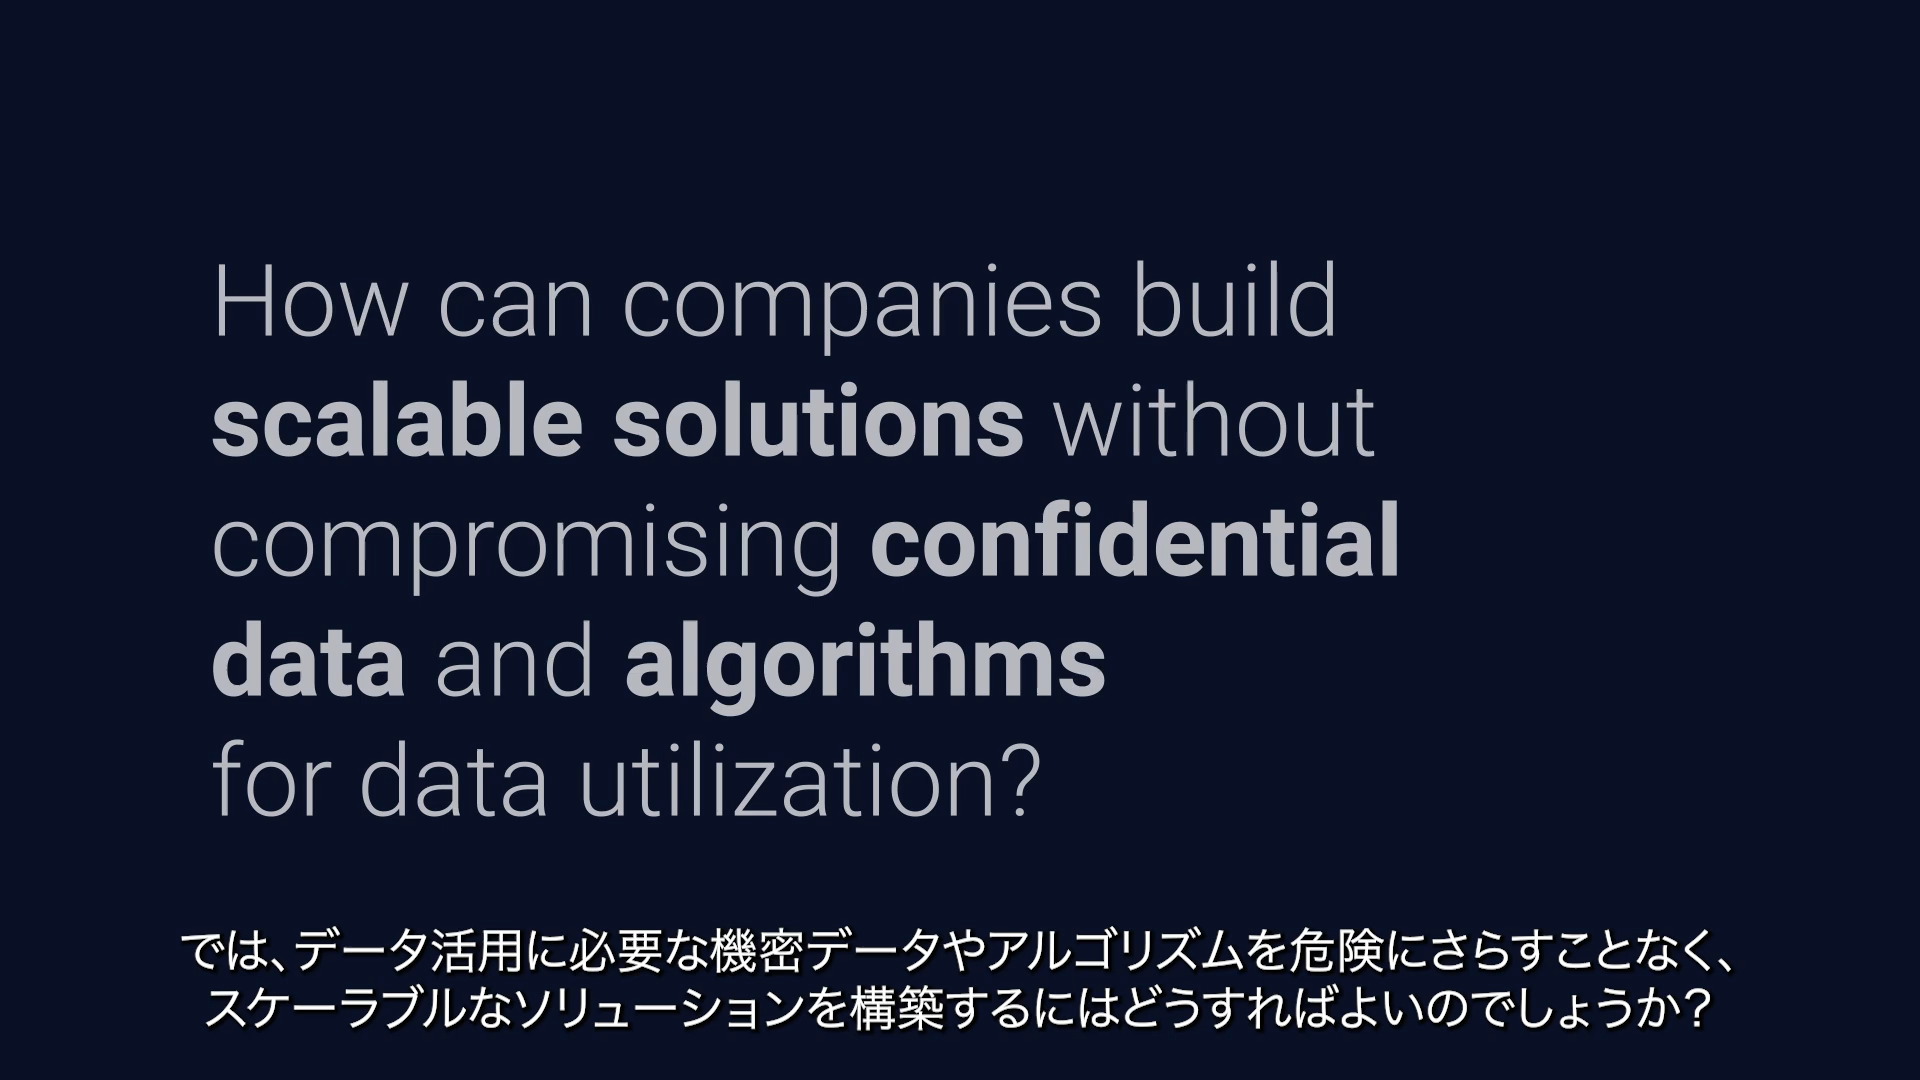 How can companies build
scalable solutions without
compromising confidential
data and algorithms
for data utilization?
では、データ活用に必要な機密データやアルゴリズムを危険にさらすことなく、
スケーラブルなソリューションを構築するにはどうすればよいのでしょうか？